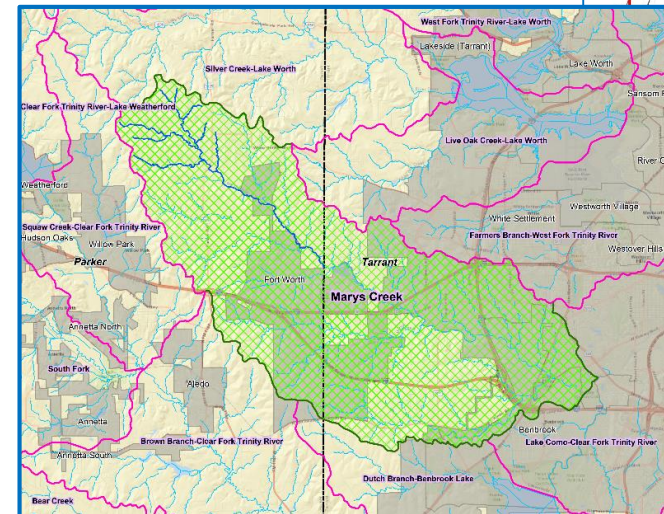 West Fork Trinity River-Lake Worth
Lakeside (Tarrant)
Lake Worth
Silver Creek-Lake Worth
Clear Fork Trinity River-Lake Weatherford
Live Oak Creek-Lake Worth
Weatherford
Westworth Village
White Settlement
Squaw Creek-Clear Fork Trinity River
Farmers Branch-West Fork Trinity River
Hudson Oaks
Willow Park
Westover Hills
Parker
Tarrant
Fort Worth
Marys Creek
Annetta North
South Fork
Aledo
Annetta
Benbrook
Brown Branch-Clear Fork Trinity River
Lake Como-Clear Fork Trinity River
Annetta South
Dutch Branch-Benbrook Lake
Bear Creek